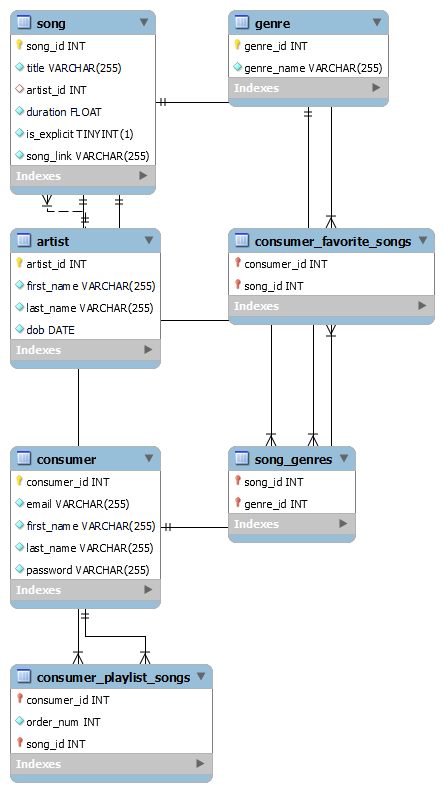 song
song_id INT
title VARCHAR(255)
artist_id INT
duration FLOAT
is_explicit TINYINT(1)
song_link VARCHAR(255)
Indexes
genre
genre_id INT
genre_name VARCHAR(255)
Indexes
artist
artist_id INT
first_name VARCHAR(255)
last_name VARCHAR(255)
dob DATE
Indexes
consumer_favorite_songs
consumer_id INT
song_id INT
Indexes
consumer
consumer_id INT
email VARCHAR(255)
first_name VARCHAR(255)
last_name VARCHAR(255)
password VARCHAR(255)
Indexes
song_genres
song_id INT
genre_id INT
Indexes
consumer_playlist_songs
consumer_id INT
order_num INT
song_id INT
Indexes